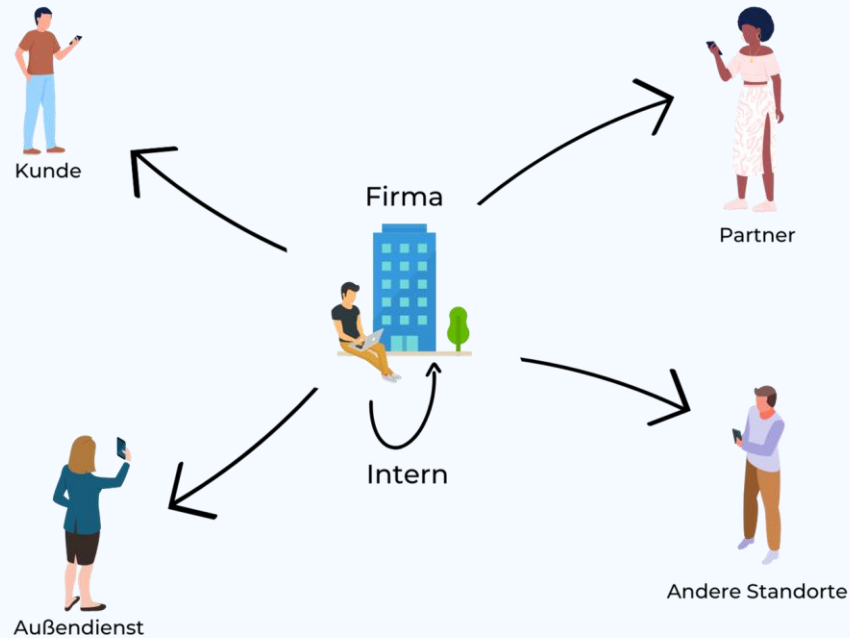 Kunde
Firma
Partner
Intern
Andere Standorte
Außendienst